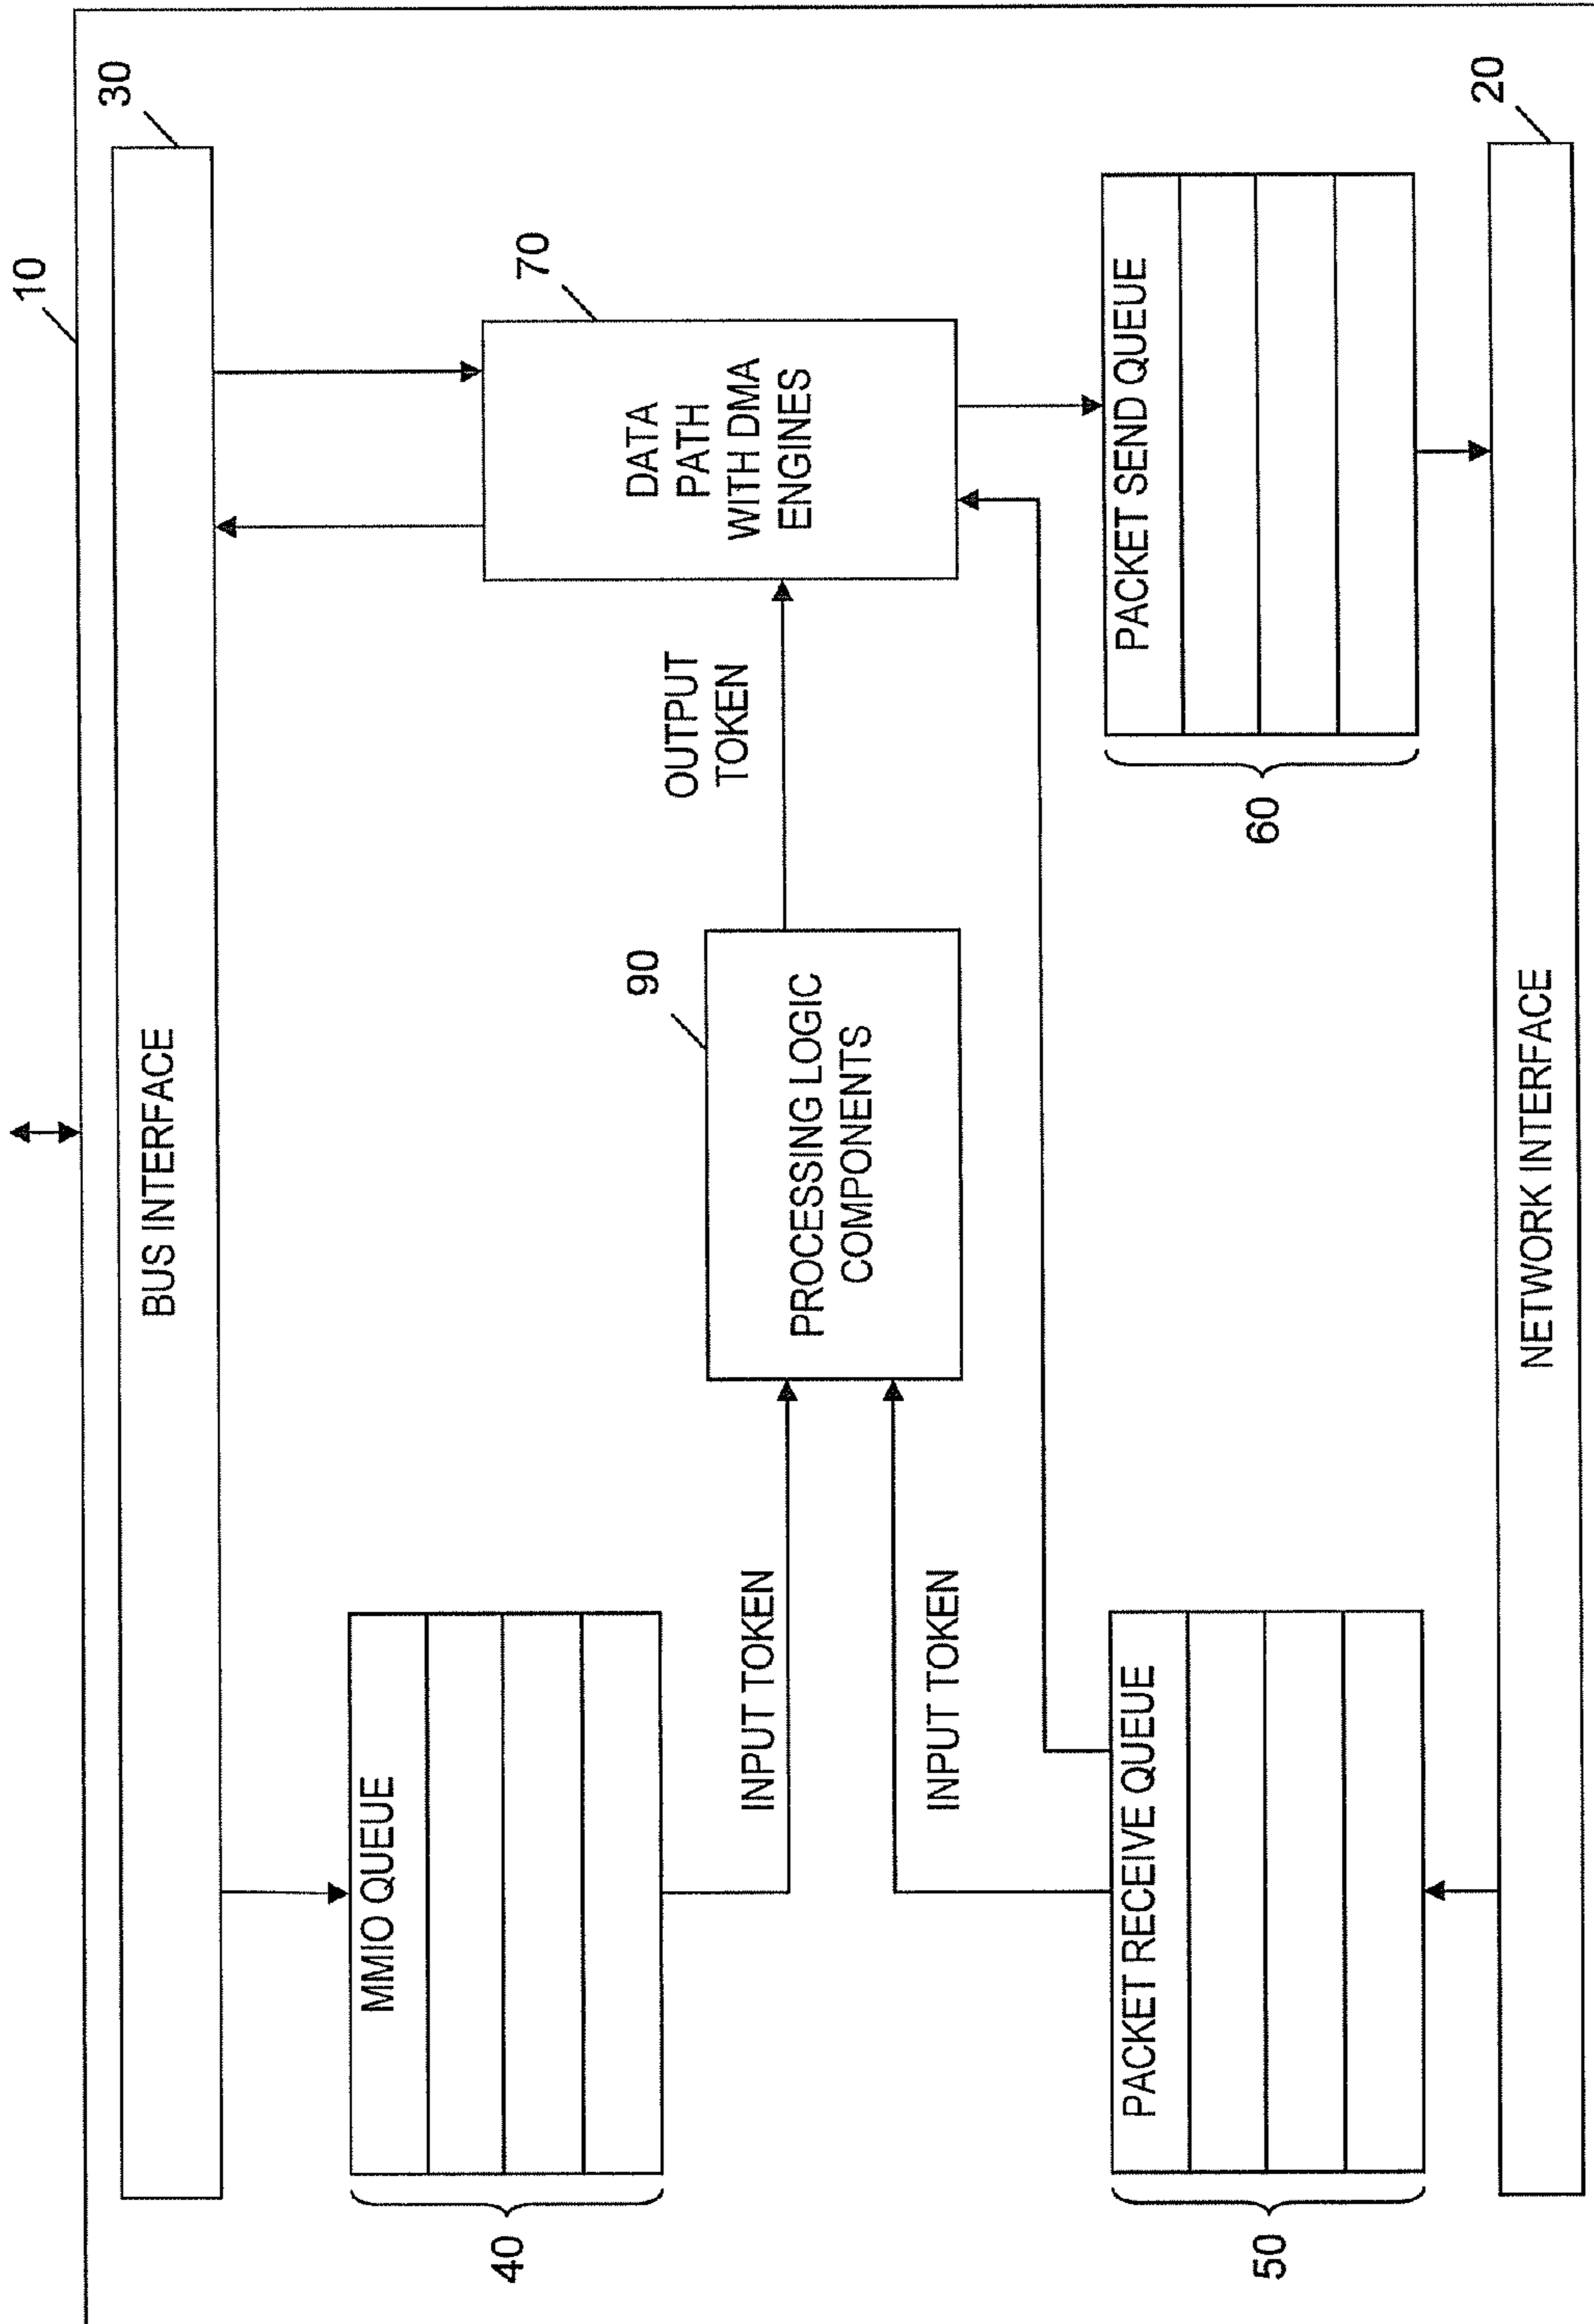 10
30
BUS INTERFACE
MMIO QUEUE
40
DATA
PATH
WITH DMA
ENGINES
70
OUTPUT
TOKEN
90
PROCESSING LOGIC
COMPONENTS
INPUT TOKEN
INPUT TOKEN
PACKET RECEIVE QUEUE
50
PACKET SEND QUEUE
60
20
NETWORK INTERFACE